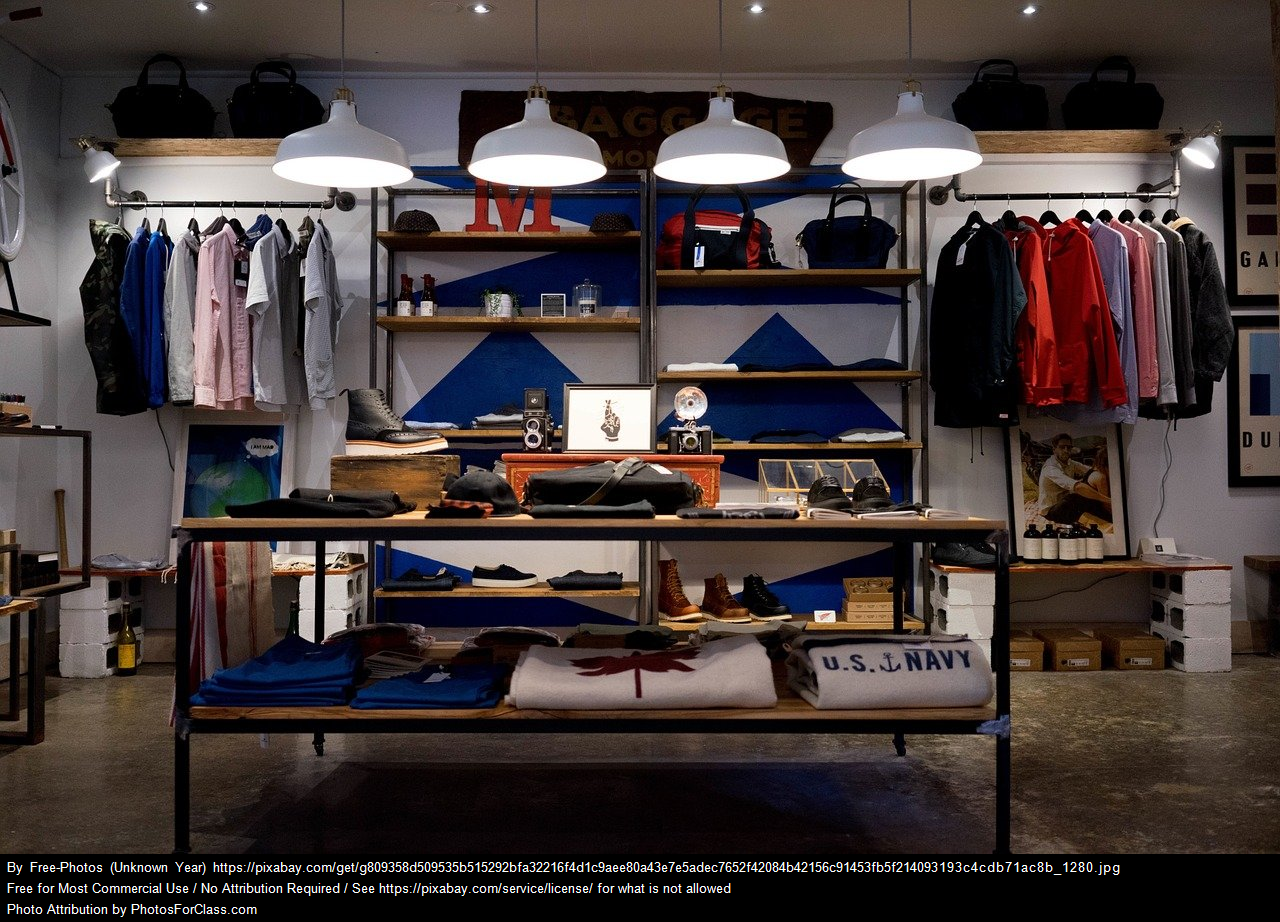 BAGGAGE
M
I AM MAD
GA
DU
U.S. NAVY
By Free-Photos (Unknown Year) https://pixabay.com/get/g809358d509535b515292bfa32216f4d1c9aee80a43e7e5adec7652f42084b42156c91453fb5f214093193c4cdb71ac8b_1280.jpg
Free for Most Commercial Use / No Attribution Required / See https://pixabay.com/service/license/ for what is not allowed
Photo Attribution by PhotosForClass.com